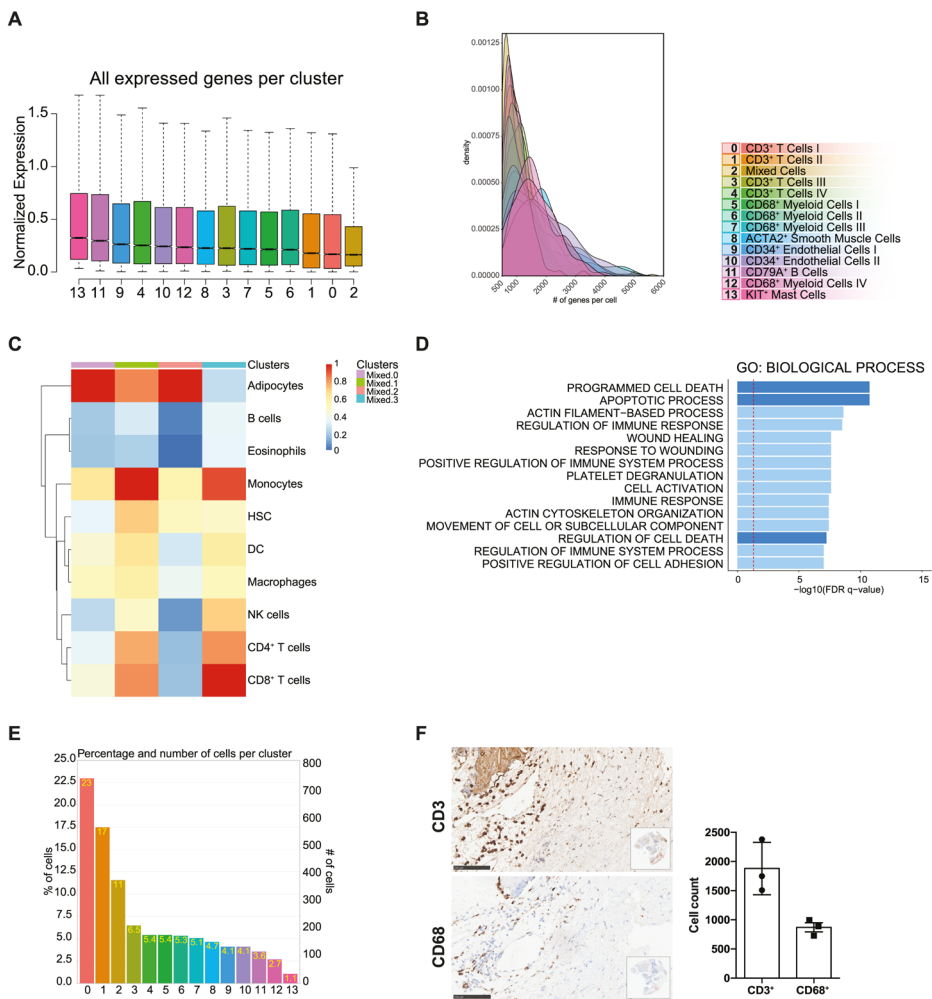 A
All expressed genes per cluster
Normalized Expression
1.5
1.0
0.5
0.0
13 11 9 4 10 12 8 3 7 5 6 1 0 2
B
density
0.00125
0.00100
0.00075
0.00050
0.00025
0.00000
500 1000 2000 3000 4000 5000 6000
# of genes per cell
0 CD3⁺ T Cells I
1 CD3⁺ T Cells II
2 Mixed Cells
3 CD3⁺ T Cells III
4 CD3⁺ T Cells IV
5 CD68⁺ Myeloid Cells I
6 CD68⁺ Myeloid Cells II
7 CD68⁺ Myeloid Cells III
8 ACTA2⁺ Smooth Muscle Cells
9 CD34⁺ Endothelial Cells I
10 CD34⁺ Endothelial Cells II
11 CD79A⁺ B Cells
12 CD68⁺ Myeloid Cells IV
13 KIT⁺ Mast Cells
C
Clusters
Adipocytes
B cells
Eosinophils
Monocytes
HSC
DC
Macrophages
NK cells
CD4⁺ T cells
CD8⁺ T cells
1
0.8
0.6
0.4
0.2
0
Clusters
Mixed.0
Mixed.1
Mixed.2
Mixed.3
D
GO: BIOLOGICAL PROCESS
PROGRAMMED CELL DEATH
APOPTOTIC PROCESS
ACTIN FILAMENT−BASED PROCESS
REGULATION OF IMMUNE RESPONSE
WOUND HEALING
RESPONSE TO WOUNDING
POSITIVE REGULATION OF IMMUNE SYSTEM PROCESS
PLATELET DEGRANULATION
CELL ACTIVATION
IMMUNE RESPONSE
ACTIN CYTOSKELETON ORGANIZATION
MOVEMENT OF CELL OR SUBCELLULAR COMPONENT
REGULATION OF CELL DEATH
REGULATION OF IMMUNE SYSTEM PROCESS
POSITIVE REGULATION OF CELL ADHESION
0 5 10 15
−log10(FDR q−value)
E
Percentage and number of cells per cluster
% of cells
25.0
22.5
20.0
17.5
15.0
12.5
10.0
7.5
5.0
2.5
0.0
23 17 11 6.5 5.4 5.4 5.3 5.1 4.7 4.1 4.1 3.6 2.7 1.1
0 1 2 3 4 5 6 7 8 9 10 11 12 13
800
700
600
500
400
300
200
100
0
# of cells
F
CD3
CD68
Cell count
2500
2000
1500
1000
500
0
CD3⁺ CD68⁺